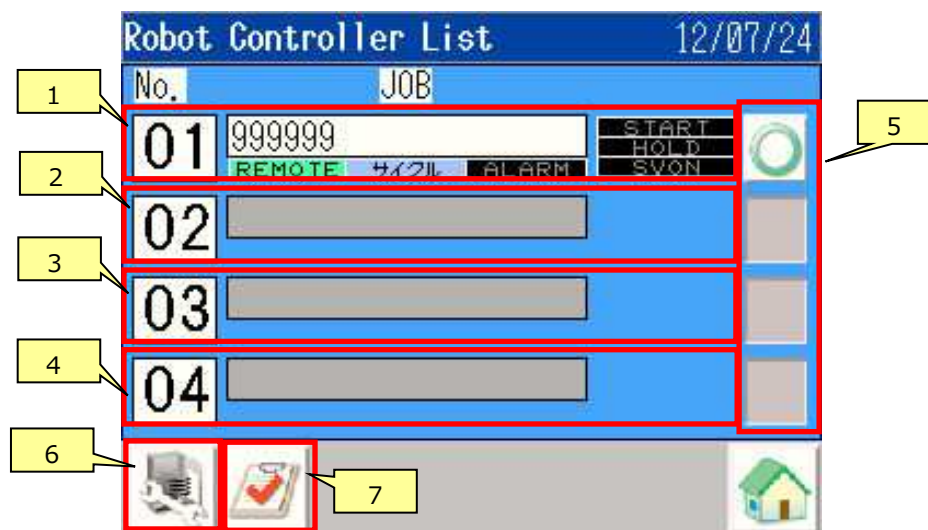 Robot Controller List 12/07/24
No. JOB
1
01 999999 START
HOLD
REMOTE サイクル ALARM SVON
5
2
02
3
03
4
04
6
7